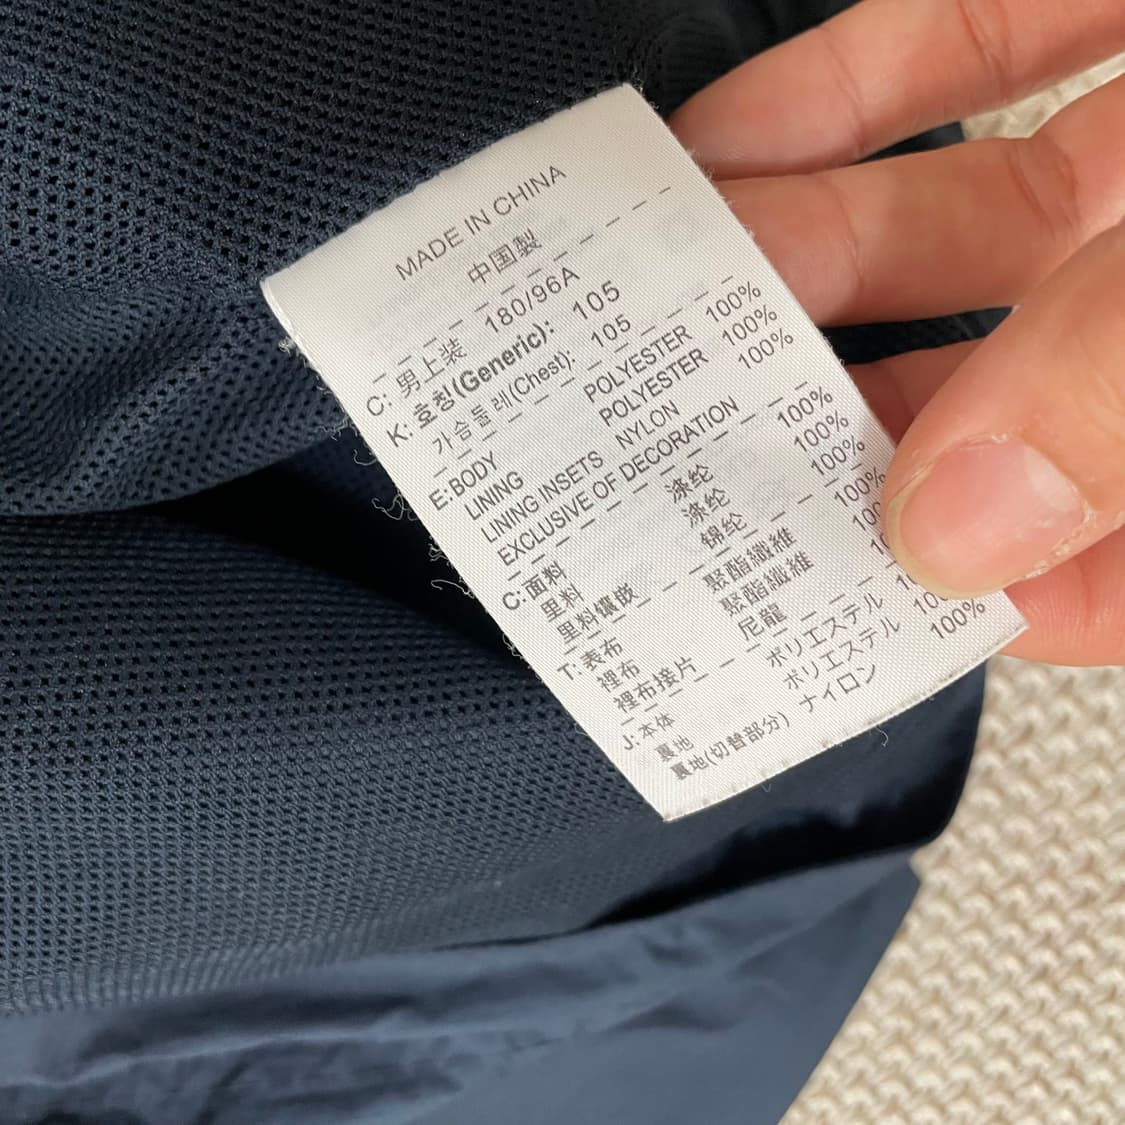 MADE IN CHINA
中国製
C: 男上装 180/96A
K: 호칭(Generic): 105
가슴둘레(Chest): 105
E: BODY POLYESTER 100%
LINING POLYESTER 100%
LINING INSETS NYLON 100%
EXCLUSIVE OF DECORATION
C: 面料 涤纶 100%
里料 涤纶 100%
里料镶嵌 锦纶 100%
T: 表布 聚酯纖維 100%
裡布 聚酯纖維
裡布接片 尼龍
J: 本体 ポリエステル
裏地 ポリエステル
裏地(切替部分) ナイロン 100%